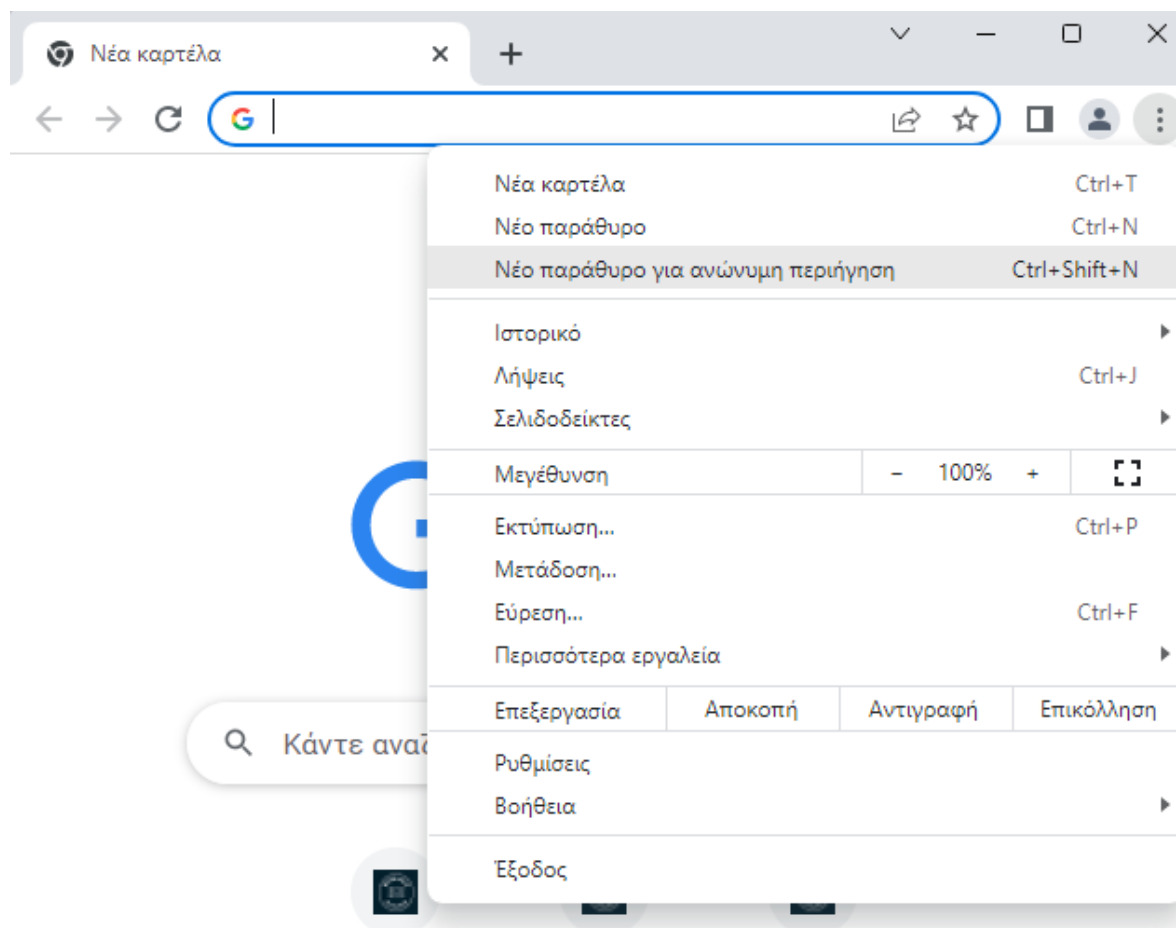 Νέα καρτέλα
Νέα καρτέλα Ctrl+T
Νέο παράθυρο Ctrl+N
Νέο παράθυρο για ανώνυμη περιήγηση Ctrl+Shift+N
Ιστορικό
Λήψεις Ctrl+J
Σελιδοδείκτες
Μεγέθυνση - 100% +
Εκτύπωση... Ctrl+P
Μετάδοση...
Εύρεση... Ctrl+F
Περισσότερα εργαλεία
Επεξεργασία Αποκοπή Αντιγραφή Επικόλληση
Κάντε
Ρυθμίσεις
Βοήθεια
Έξοδος